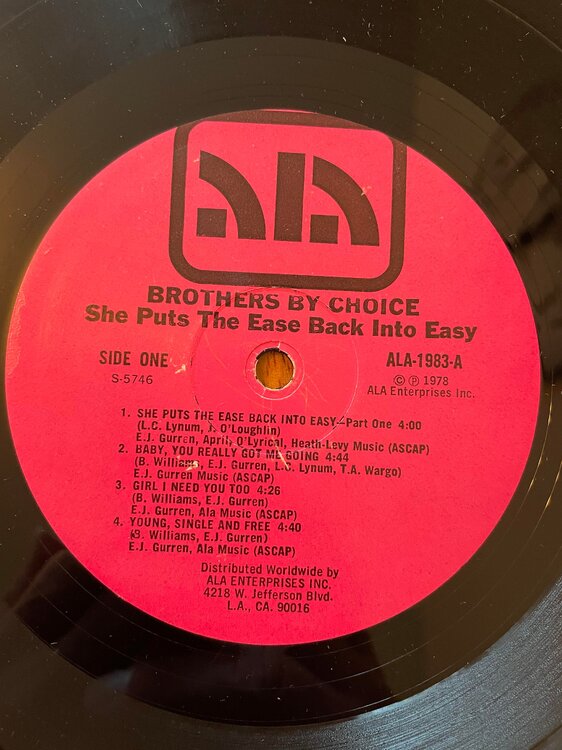 ala
BROTHERS BY CHOICE
She Puts The Ease Back Into Easy
SIDE ONE
S-5746
ALA-1983-A
© ℗ 1978
ALA Enterprises Inc.
1. SHE PUTS THE EASE BACK INTO EASY—Part One 4:00
(L.C. Lynum, J. O'Loughlin)
E.J. Gurren, April, O'Lyrical, Heath-Levy Music (ASCAP)
2. BABY, YOU REALLY GOT ME GOING 4:44
(B. Williams, E.J. Gurren, L.C. Lynum, T.A. Wargo)
E.J. Gurren Music (ASCAP)
3. GIRL I NEED YOU TOO 4:26
(B. Williams, E.J. Gurren)
E.J. Gurren, Ala Music (ASCAP)
4. YOUNG, SINGLE AND FREE 4:40
(B. Williams, E.J. Gurren)
E.J. Gurren, Ala Music (ASCAP)
Distributed Worldwide by
ALA ENTERPRISES INC.
4218 W. Jefferson Blvd.
L.A., CA. 90016